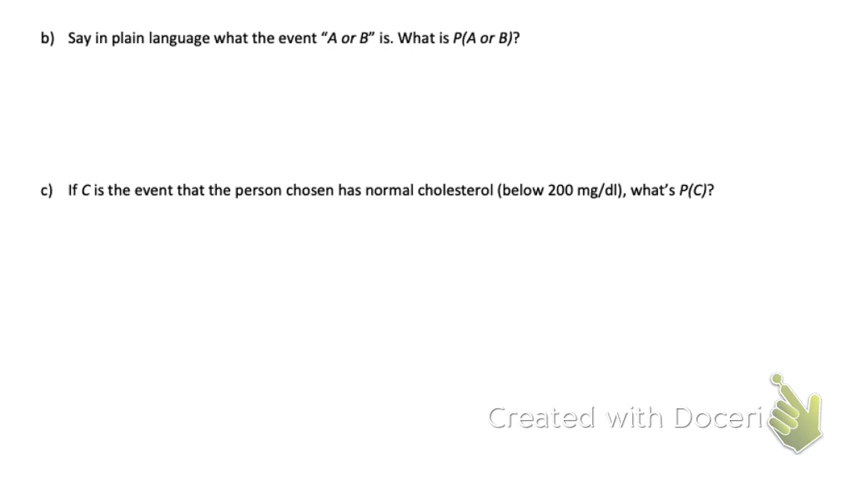 b) Say in plain language what the event “A or B” is. What is P(A or B)?
c) If C is the event that the person chosen has normal cholesterol (below 200 mg/dl), what’s P(C)?
Created with Doceri